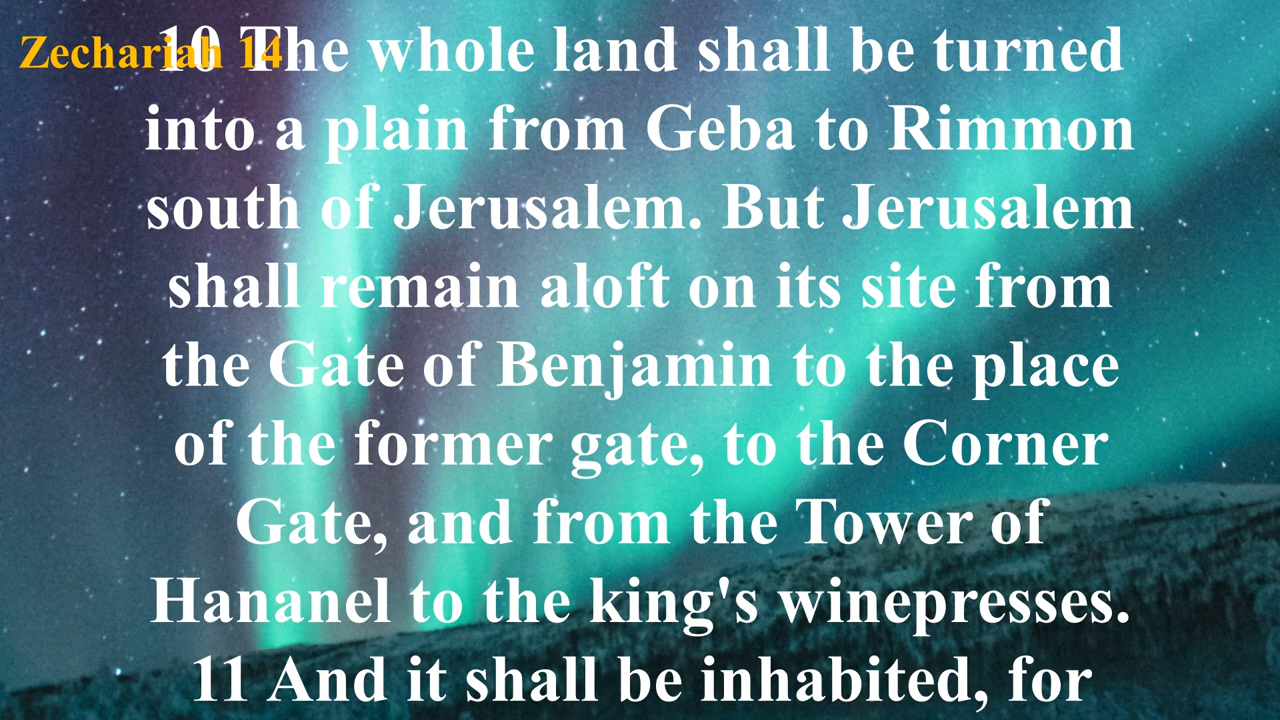 Zechariah 14
10 The whole land shall be turned
into a plain from Geba to Rimmon
south of Jerusalem. But Jerusalem
shall remain aloft on its site from
the Gate of Benjamin to the place
of the former gate, to the Corner
Gate, and from the Tower of
Hananel to the king's winepresses.
11 And it shall be inhabited, for